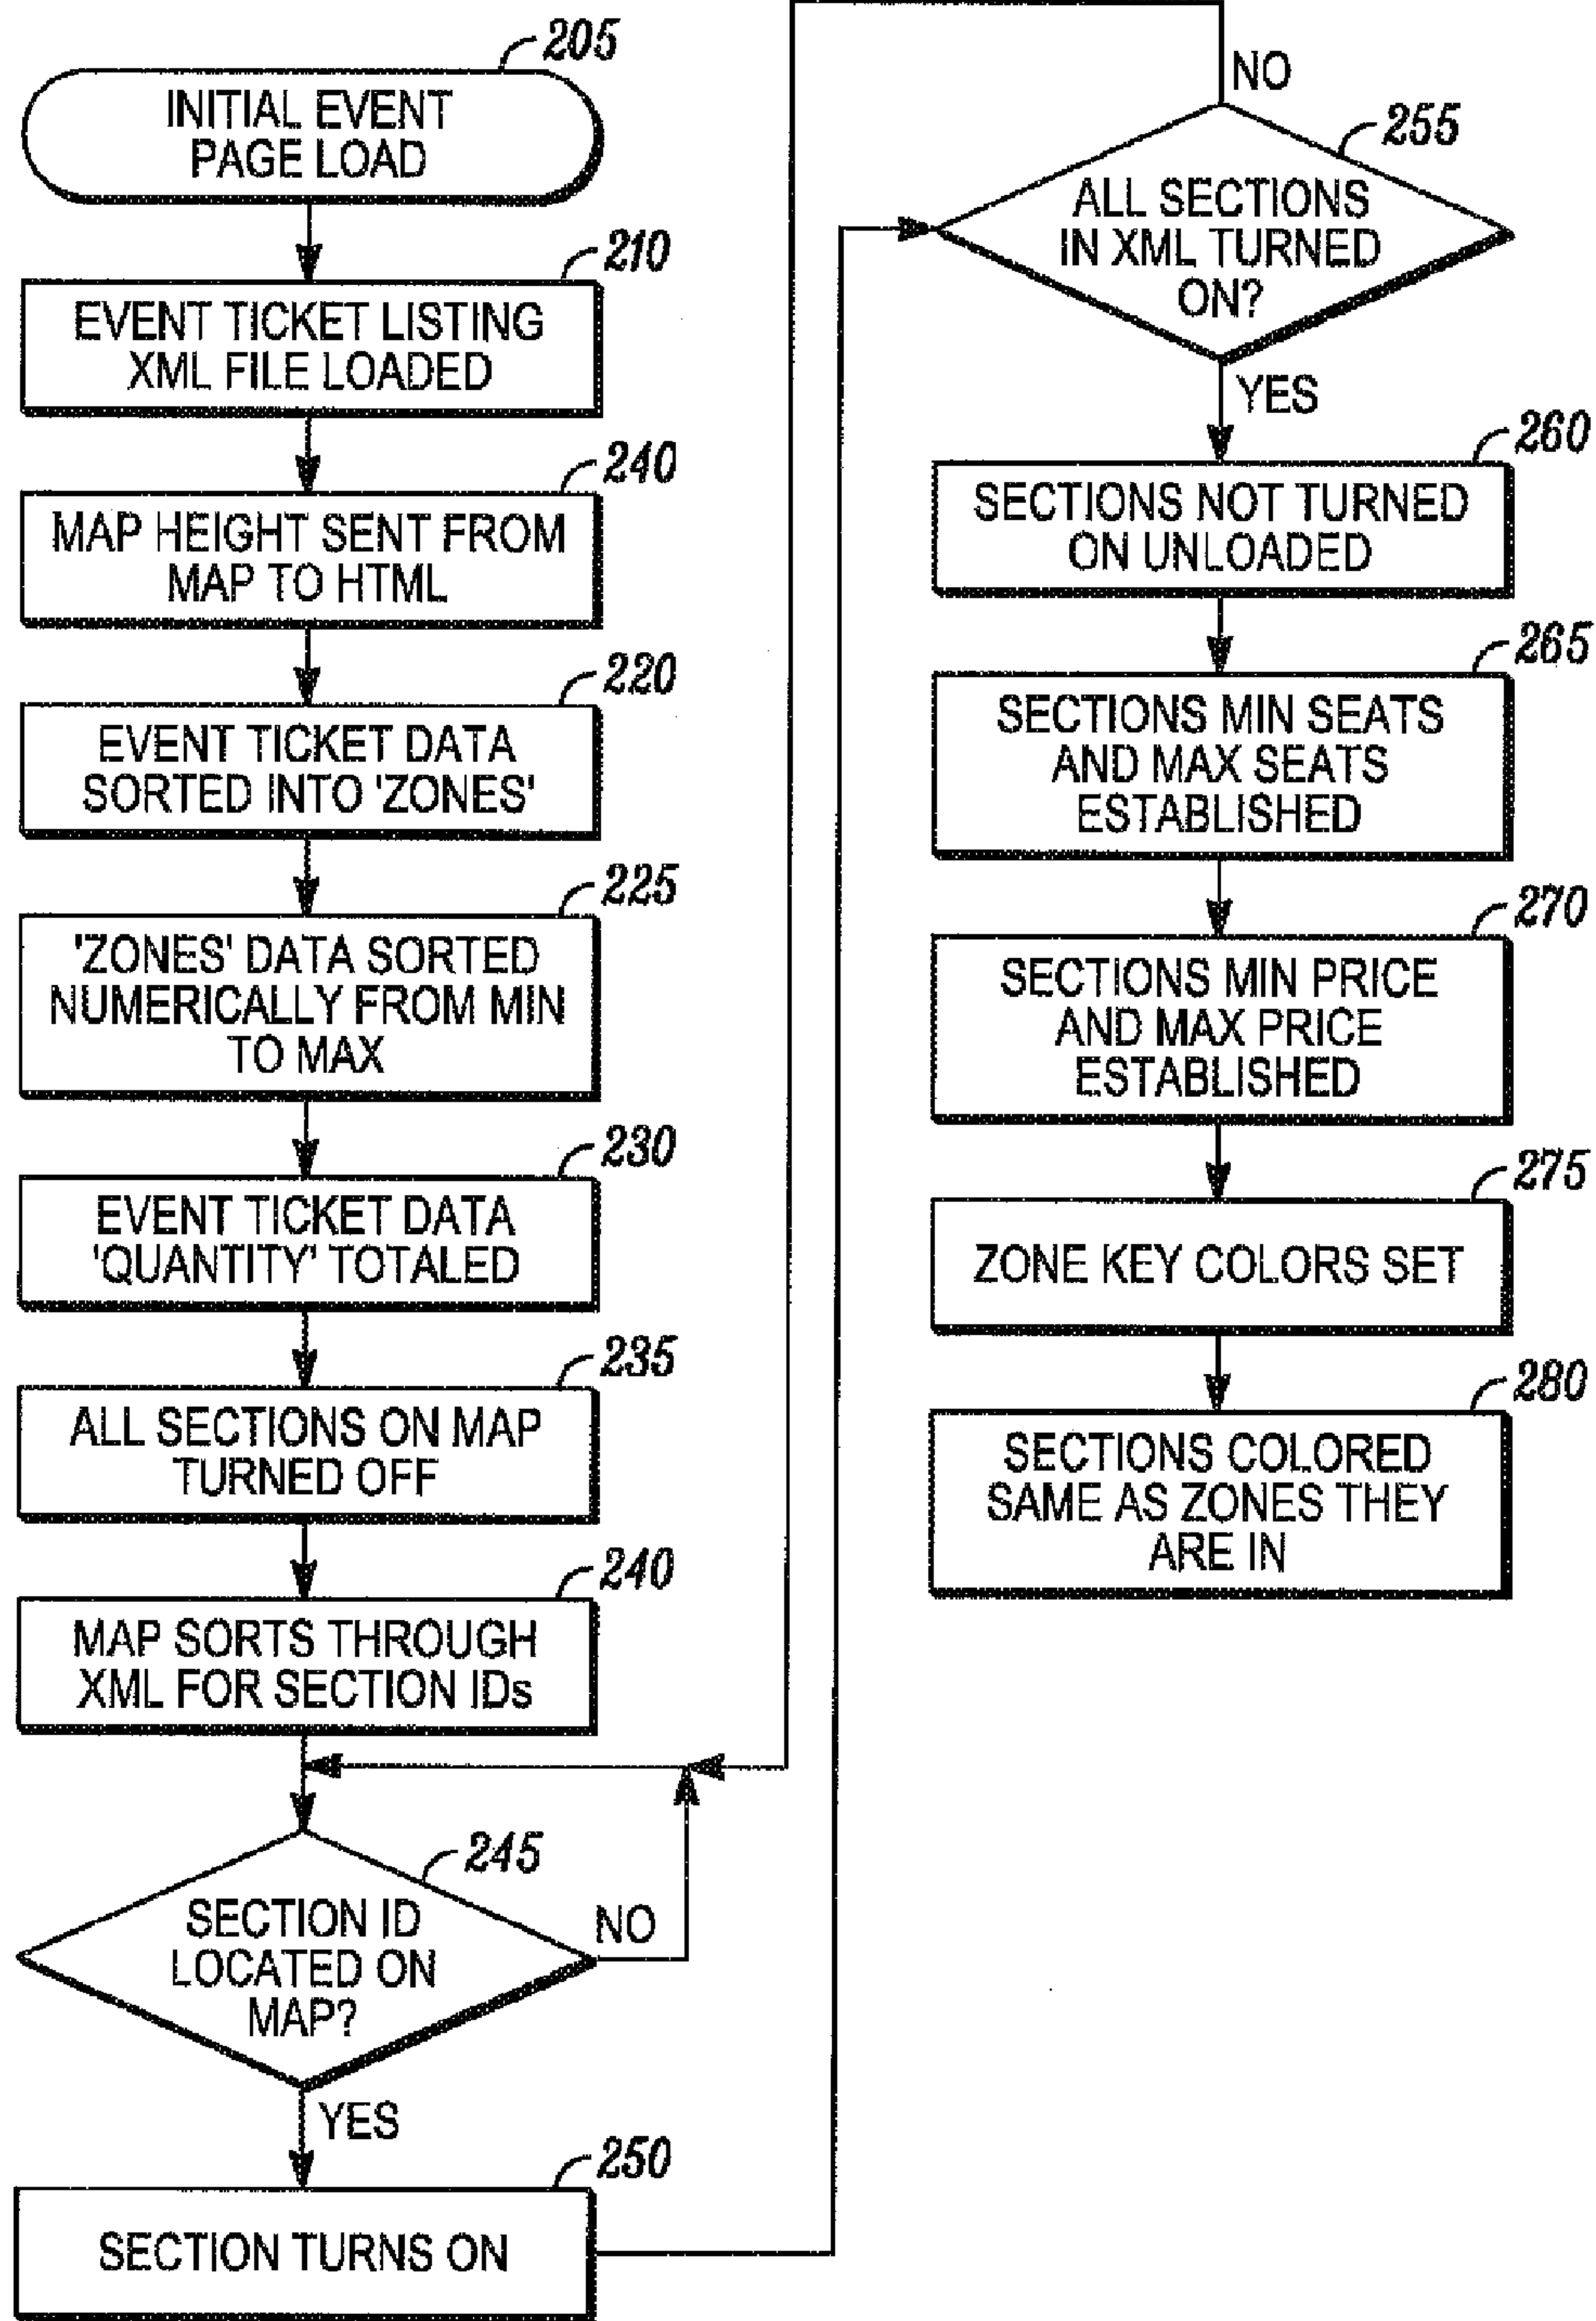 205
INITIAL EVENT
PAGE LOAD
210
EVENT TICKET LISTING
XML FILE LOADED
240
MAP HEIGHT SENT FROM
MAP TO HTML
220
EVENT TICKET DATA
SORTED INTO 'ZONES'
225
'ZONES' DATA SORTED
NUMERICALLY FROM MIN
TO MAX
230
EVENT TICKET DATA
'QUANTITY' TOTALED
235
ALL SECTIONS ON MAP
TURNED OFF
240
MAP SORTS THROUGH
XML FOR SECTION IDs
245
SECTION ID
LOCATED ON
MAP?
NO
YES
250
SECTION TURNS ON
NO
255
ALL SECTIONS
IN XML TURNED
ON?
YES
260
SECTIONS NOT TURNED
ON UNLOADED
265
SECTIONS MIN SEATS
AND MAX SEATS
ESTABLISHED
270
SECTIONS MIN PRICE
AND MAX PRICE
ESTABLISHED
275
ZONE KEY COLORS SET
280
SECTIONS COLORED
SAME AS ZONES THEY
ARE IN